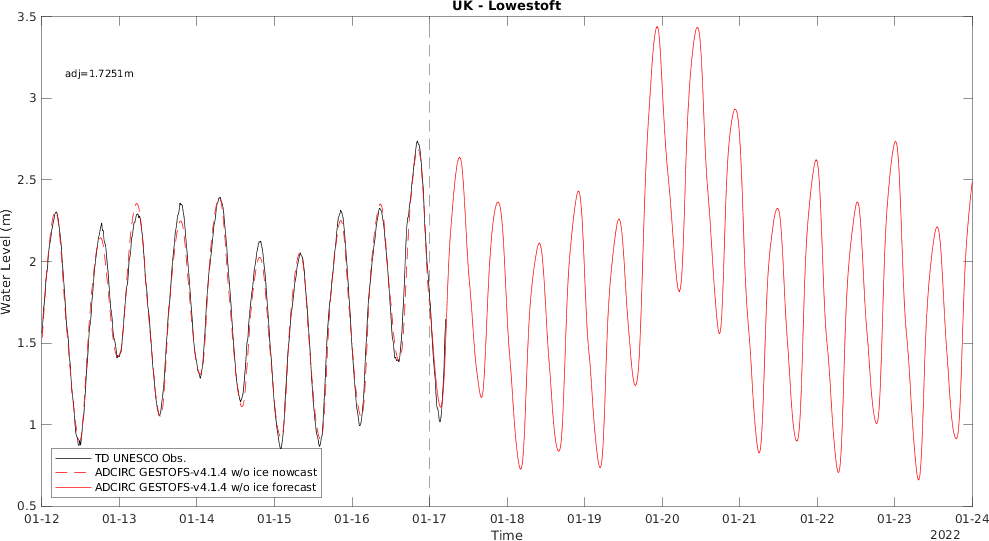 UK - Lowestoft
3.5
3
2.5
2
1.5
1
0.5
Water Level (m)
adj=1.7251m
TD UNESCO Obs.
ADCIRC GESTOFS-v4.1.4 w/o ice nowcast
ADCIRC GESTOFS-v4.1.4 w/o ice forecast
01-12 01-13 01-14 01-15 01-16 01-17 01-18 01-19 01-20 01-21 01-22 01-23 01-24
Time
2022